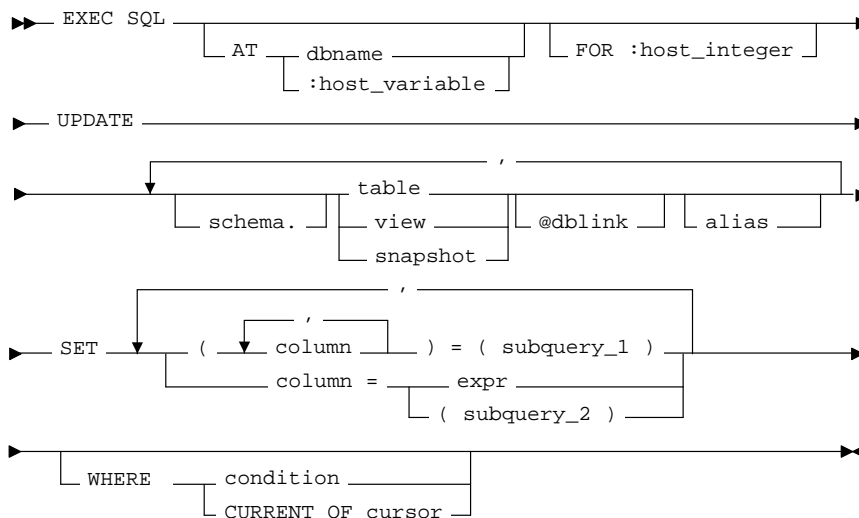 EXEC SQL
AT dbname FOR :host_integer
:host_variable
UPDATE
,
table
schema. view @dblink alias
snapshot
,
,
SET ( column ) = ( subquery_1 )
column = expr
( subquery_2 )
WHERE condition
CURRENT OF cursor